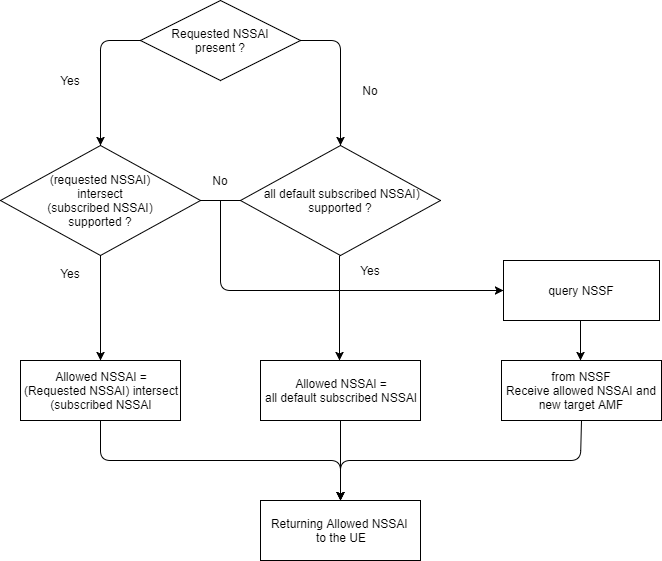 Requested NSSAI
present ?
Yes
No
(requested NSSAI)
intersect
(subscribed NSSAI)
supported ?
No
all default subscribed NSSAI)
supported ?
Yes
Yes
query NSSF
Allowed NSSAI =
(Requested NSSAI) intersect
(subscribed NSSAI
Allowed NSSAI =
all default subscribed NSSAI
from NSSF
Receive allowed NSSAI and
new target AMF
Returning Allowed NSSAI
to the UE